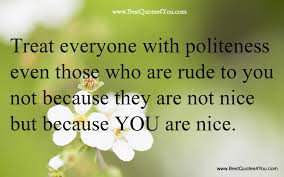 www.BestQuotes4You.com
Treat everyone with politeness
even those who are rude to you
not because they are not nice
but because YOU are nice.
www.BestQuotes4You.com